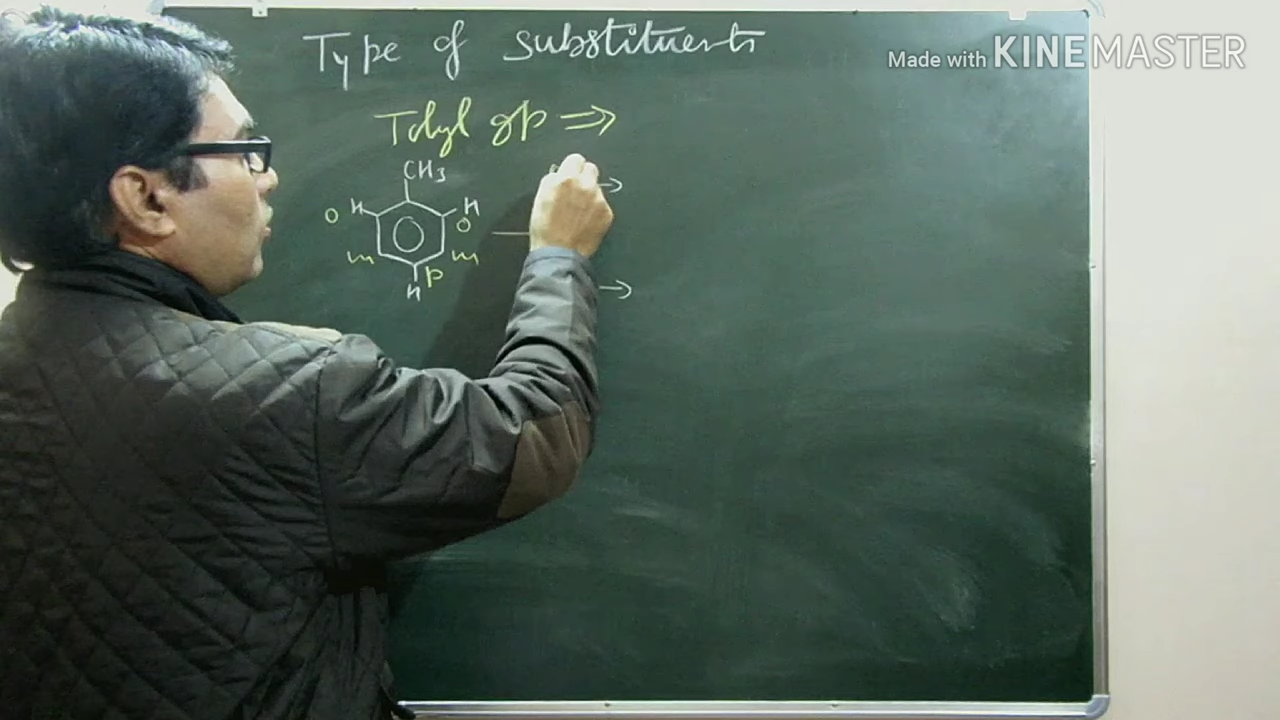 Type of substituents
Made with KINEMASTER
Tolyl gp ⇒
CH3
O H H O
m m
p
H